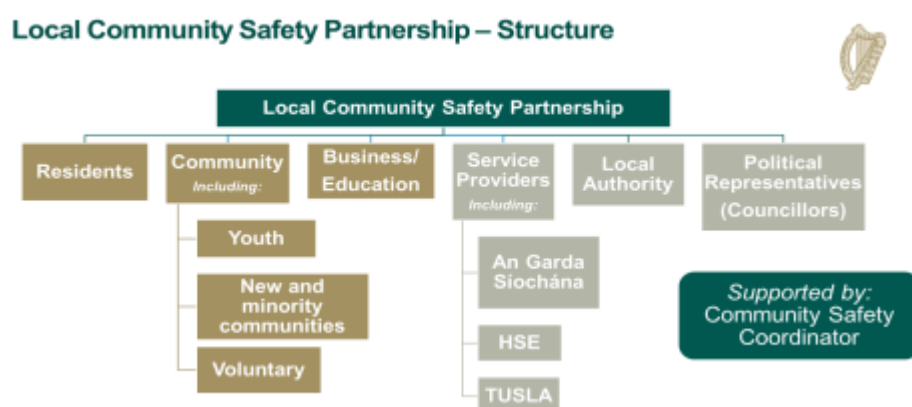 Local Community Safety Partnership – Structure
Local Community Safety Partnership
Residents
Community
Including:
Youth
New and
minority
communities
Voluntary
Business/
Education
Service
Providers
Including:
An Garda
Síochána
HSE
TUSLA
Local
Authority
Political
Representatives
(Councillors)
Supported by:
Community Safety
Coordinator